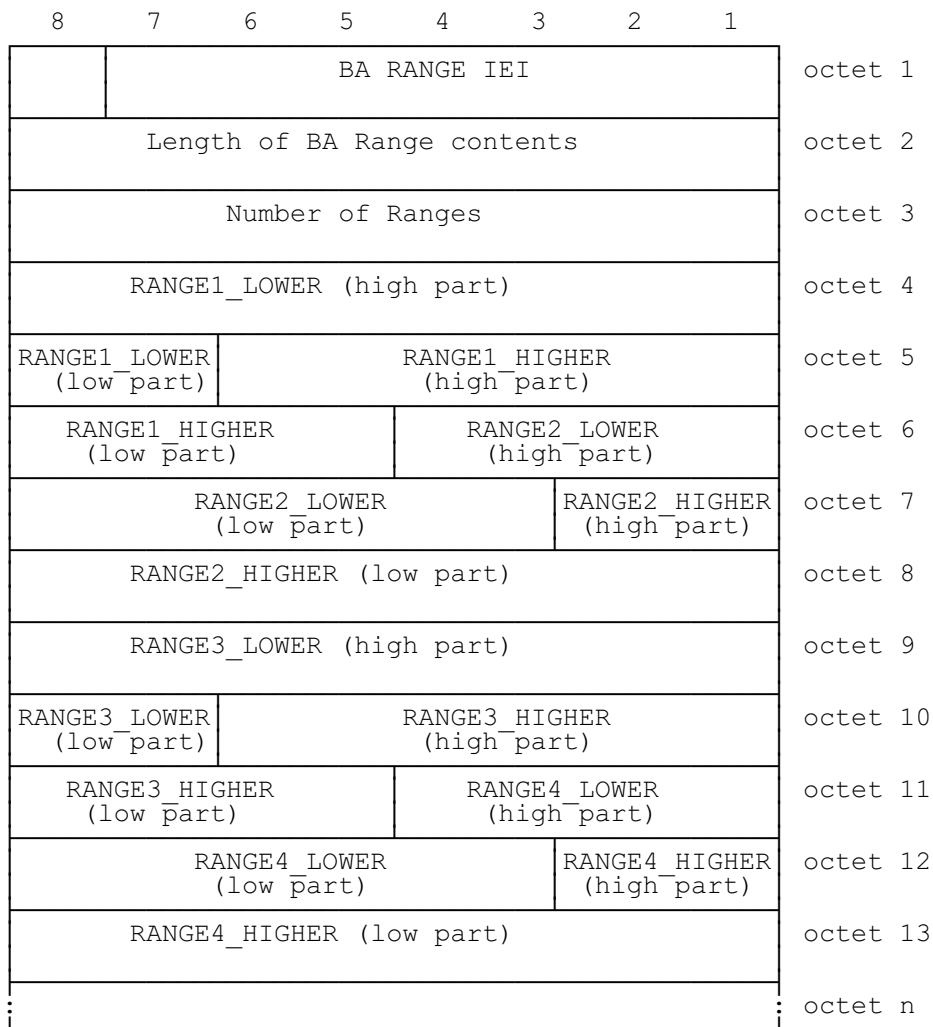 8 7 6 5 4 3 2 1
BA RANGE IEI octet 1
Length of BA Range contents octet 2
Number of Ranges octet 3
RANGE1_LOWER (high part) octet 4
RANGE1_LOWER RANGE1_HIGHER octet 5
(low part) (high part)
RANGE1_HIGHER RANGE2_LOWER octet 6
(low part) (high part)
RANGE2_LOWER RANGE2_HIGHER octet 7
(low part) (high part)
RANGE2_HIGHER (low part) octet 8
RANGE3_LOWER (high part) octet 9
RANGE3_LOWER RANGE3_HIGHER octet 10
(low part) (high part)
RANGE3_HIGHER RANGE4_LOWER octet 11
(low part) (high part)
RANGE4_LOWER RANGE4_HIGHER octet 12
(low part) (high part)
RANGE4_HIGHER (low part) octet 13
octet n